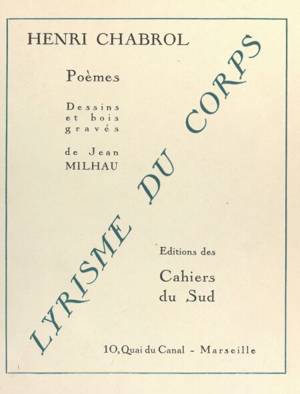 HENRI CHABROL
Poèmes
Dessins
et bois
gravés
de Jean
MILHAU
LYRISME DU CORPS
Editions des
Cahiers
du Sud
10, Quai du Canal - Marseille